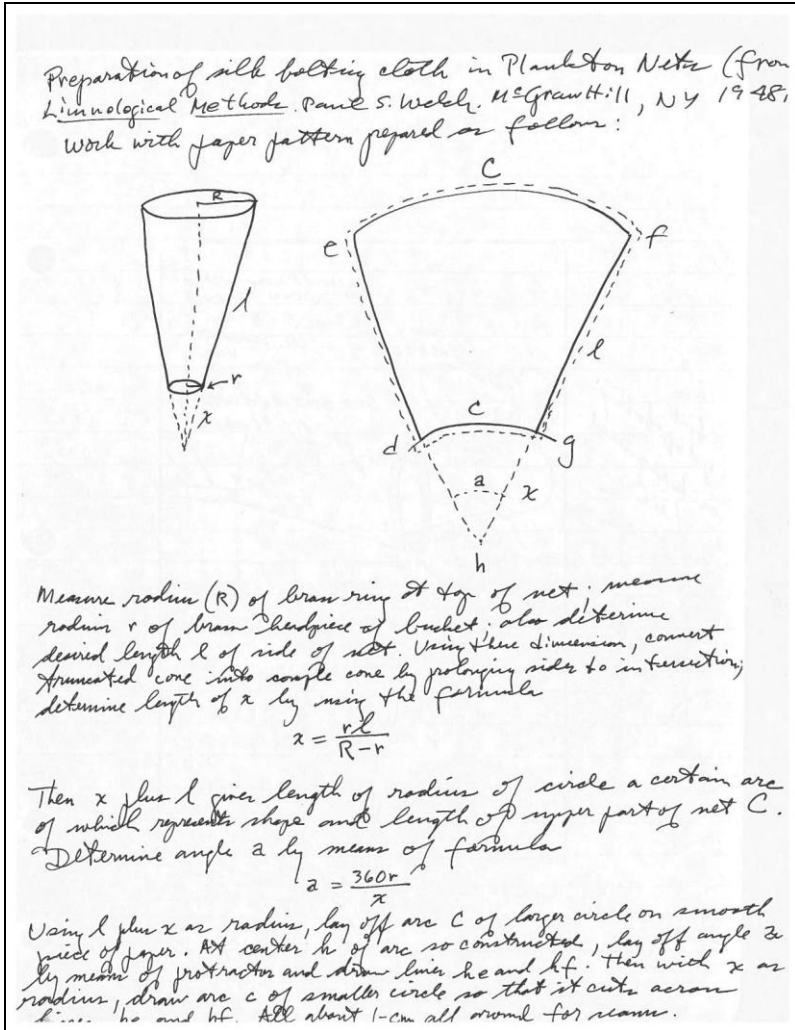 Preparation of silk bolting cloth in Plankton Nets (from
Limnological Methods. Paul S. Welch. McGraw Hill, NY 1948,
Work with paper pattern prepared as follows:
R
l
r
x
C
e
f
l
c
d
g
a
x
h
Measure radius (R) of brass ring at top of net; measure
radius r of brass headpiece of bucket; also determine
desired length l of side of net. Using these dimension, convert
truncated cone into couple cone by prolonging sides to intersection;
determine length of x by using the formula
x = rl / R-r
Then x plus l gives length of radius of circle a certain arc
of which represents shape and length of upper part of net C.
Determine angle a by means of formula
a = 360r / x
Using l plus x as radius, lay off arc C of larger circle on smooth
piece of paper. At center h of arc so constructed, lay off angle a
by means of protractor and draw lines he and hf. Then with x as
radius, draw arc c of smaller circle so that it cuts across
lines he and hf. All about 1-cm all around for seams.